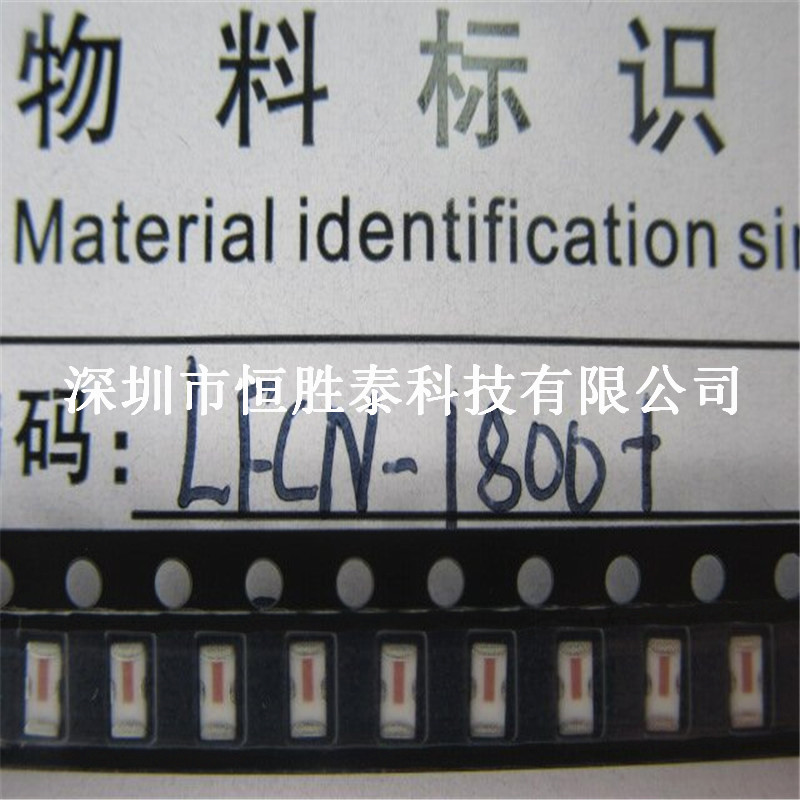 物料标识
Material identification sin
深圳市恒胜泰科技有限公司
码: LFCN-1800+